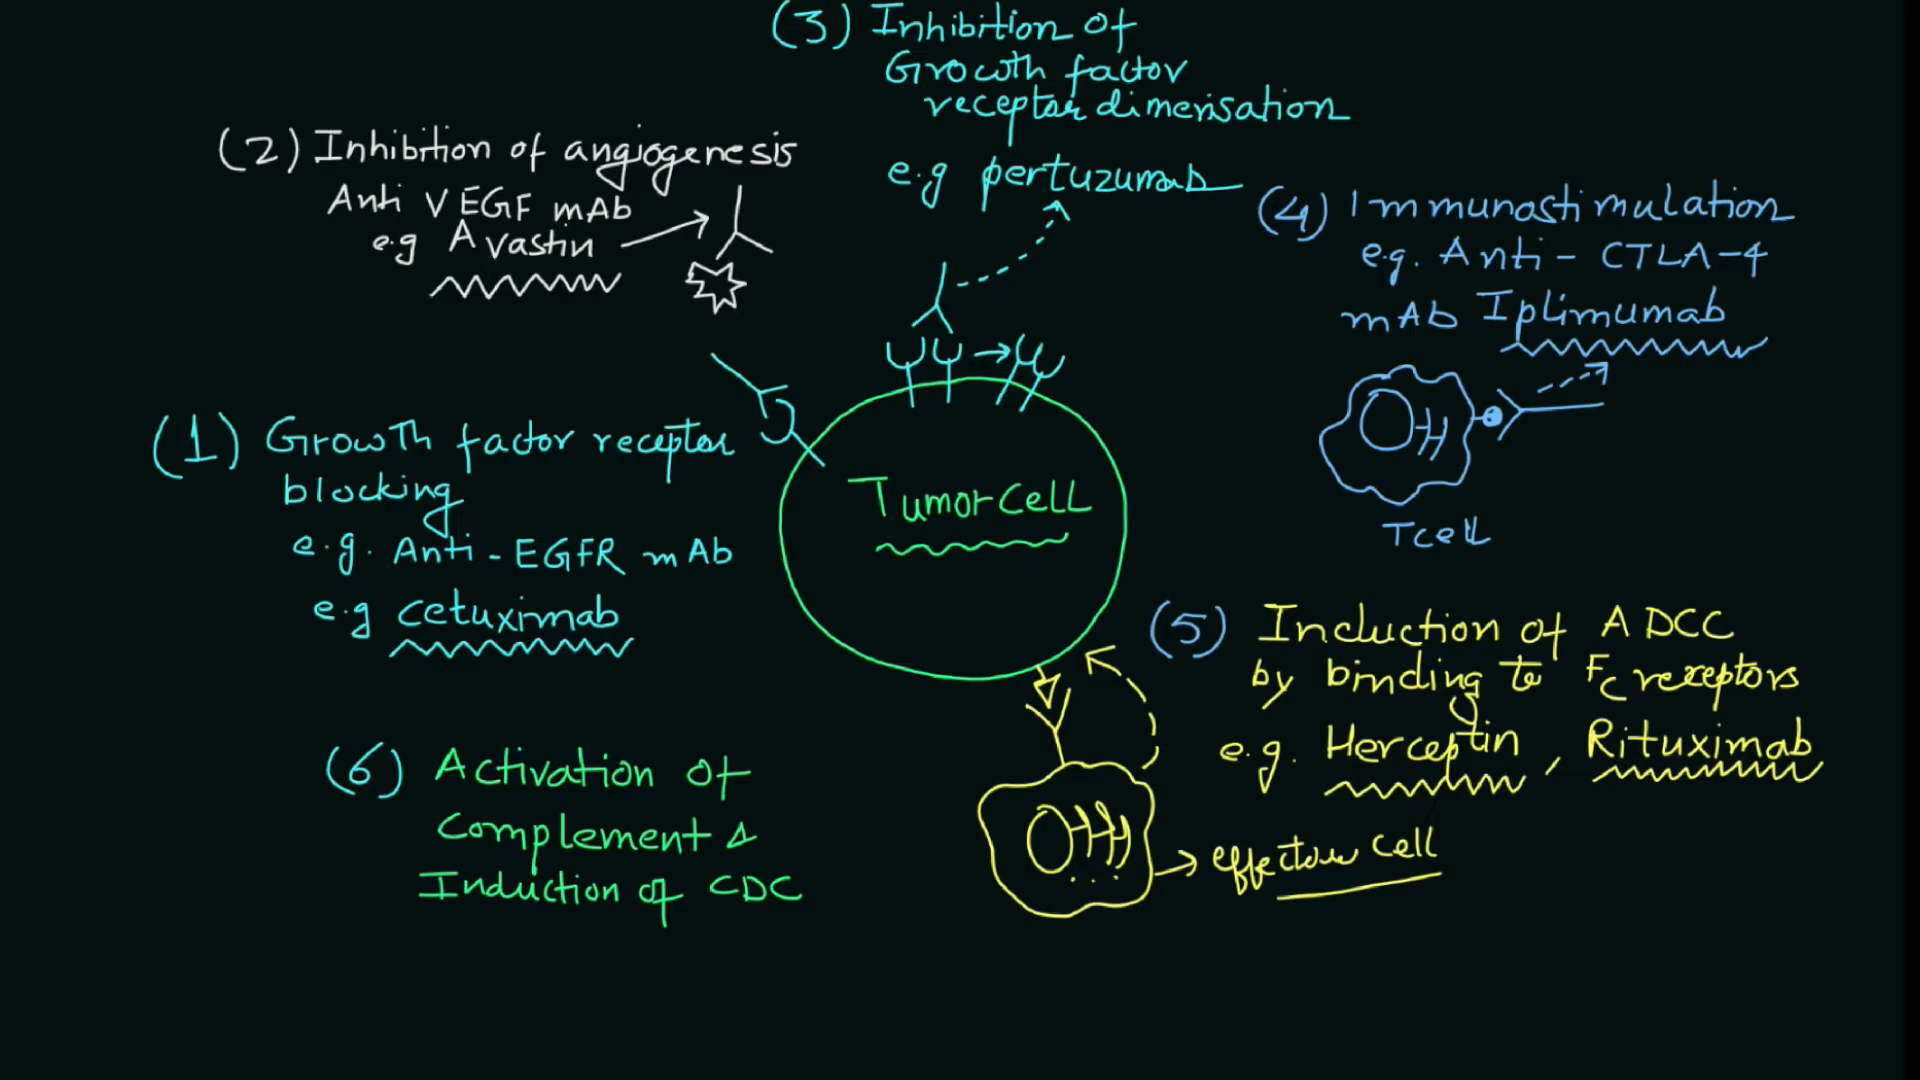 (3) Inhibition of
Growth factor
receptor dimerisation
e.g pertuzumab
(2) Inhibition of angiogenesis
Anti VEGF mAb
e.g Avastin
(4) Immunostimulation
e.g. Anti - CTLA-4
mAb Iplimumab
Tcell
(1) Growth factor receptor
blocking
e.g. Anti - EGFR mAb
e.g cetuximab
Tumor Cell
(5) Induction of ADCC
by binding to Fc receptors
e.g. Herceptin, Rituximab
effector cell
(6) Activation of
Complement &
Induction of CDC